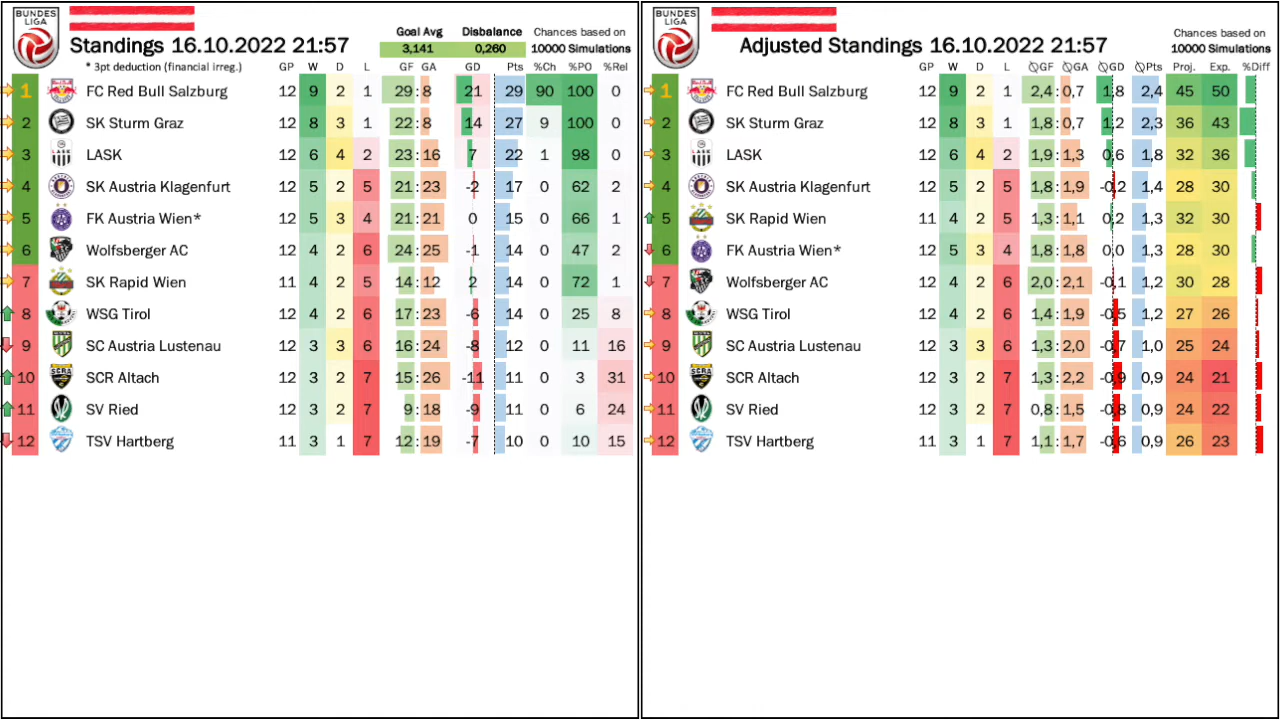 BUNDES
LIGA
Standings 16.10.2022 21:57
Goal Avg Disbalance Chances based on
3,141 0,260 10000 Simulations
* 3pt deduction (financial irreg.) GP W D L GF GA GD Pts %Ch %PO %Rel
1 FC Red Bull Salzburg 12 9 2 1 29:8 21 29 90 100 0
2 SK Sturm Graz 12 8 3 1 22:8 14 27 9 100 0
3 LASK 12 6 4 2 23:16 7 22 1 98 0
4 SK Austria Klagenfurt 12 5 2 5 21:23 -2 17 0 62 2
5 FK Austria Wien* 12 5 3 4 21:21 0 15 0 66 1
6 Wolfsberger AC 12 4 2 6 24:25 -1 14 0 47 2
7 SK Rapid Wien 11 4 2 5 14:12 2 14 0 72 1
8 WSG Tirol 12 4 2 6 17:23 -6 14 0 25 8
9 SC Austria Lustenau 12 3 3 6 16:24 -8 12 0 11 16
10 SCR Altach 12 3 2 7 15:26 -11 11 0 3 31
11 SV Ried 12 3 2 7 9:18 -9 11 0 6 24
12 TSV Hartberg 11 3 1 7 12:19 -7 10 0 10 15
BUNDES
LIGA
Adjusted Standings 16.10.2022 21:57
Chances based on
10000 Simulations
GP W D L ∅GF ∅GA ∅GD ∅Pts Proj. Exp. %Diff
1 FC Red Bull Salzburg 12 9 2 1 2,4:0,7 1,8 2,4 45 50
2 SK Sturm Graz 12 8 3 1 1,8:0,7 1,2 2,3 36 43
3 LASK 12 6 4 2 1,9:1,3 0,6 1,8 32 36
4 SK Austria Klagenfurt 12 5 2 5 1,8:1,9 -0,2 1,4 28 30
5 SK Rapid Wien 11 4 2 5 1,3:1,1 0,2 1,3 32 30
6 FK Austria Wien* 12 5 3 4 1,8:1,8 0,0 1,3 28 30
7 Wolfsberger AC 12 4 2 6 2,0:2,1 -0,1 1,2 30 28
8 WSG Tirol 12 4 2 6 1,4:1,9 -0,5 1,2 27 26
9 SC Austria Lustenau 12 3 3 6 1,3:2,0 -0,7 1,0 25 24
10 SCR Altach 12 3 2 7 1,3:2,2 -0,9 0,9 24 21
11 SV Ried 12 3 2 7 0,8:1,5 -0,8 0,9 24 22
12 TSV Hartberg 11 3 1 7 1,1:1,7 -0,6 0,9 26 23